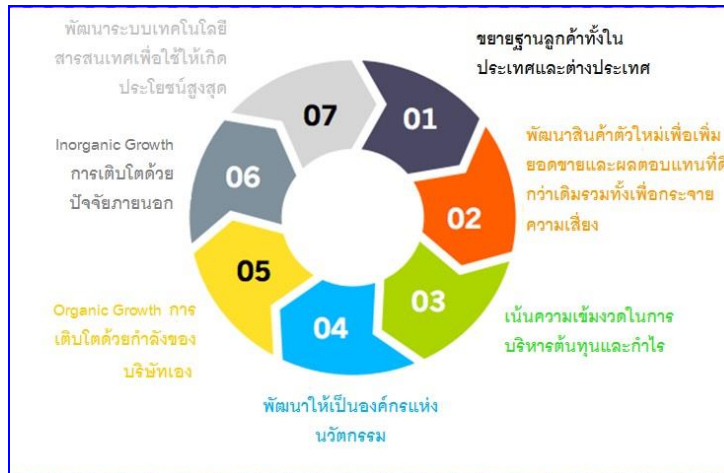 01
ขยายฐานลูกค้าทั้งใน
ประเทศและต่างประเทศ
02
พัฒนาสินค้าตัวใหม่เพื่อเพิ่ม
ยอดขายและผลตอบแทนที่ดี
กว่าเดิมรวมทั้งเพื่อกระจาย
ความเสี่ยง
03
เน้นความเข้มงวดในการ
บริหารต้นทุนและกำไร
04
พัฒนาให้เป็นองค์กรแห่ง
นวัตกรรม
05
Organic Growth การ
เติบโตด้วยกำลังของ
บริษัทเอง
06
Inorganic Growth
การเติบโตด้วย
ปัจจัยภายนอก
07
พัฒนาระบบเทคโนโลยี
สารสนเทศเพื่อใช้ให้เกิด
ประโยชน์สูงสุด